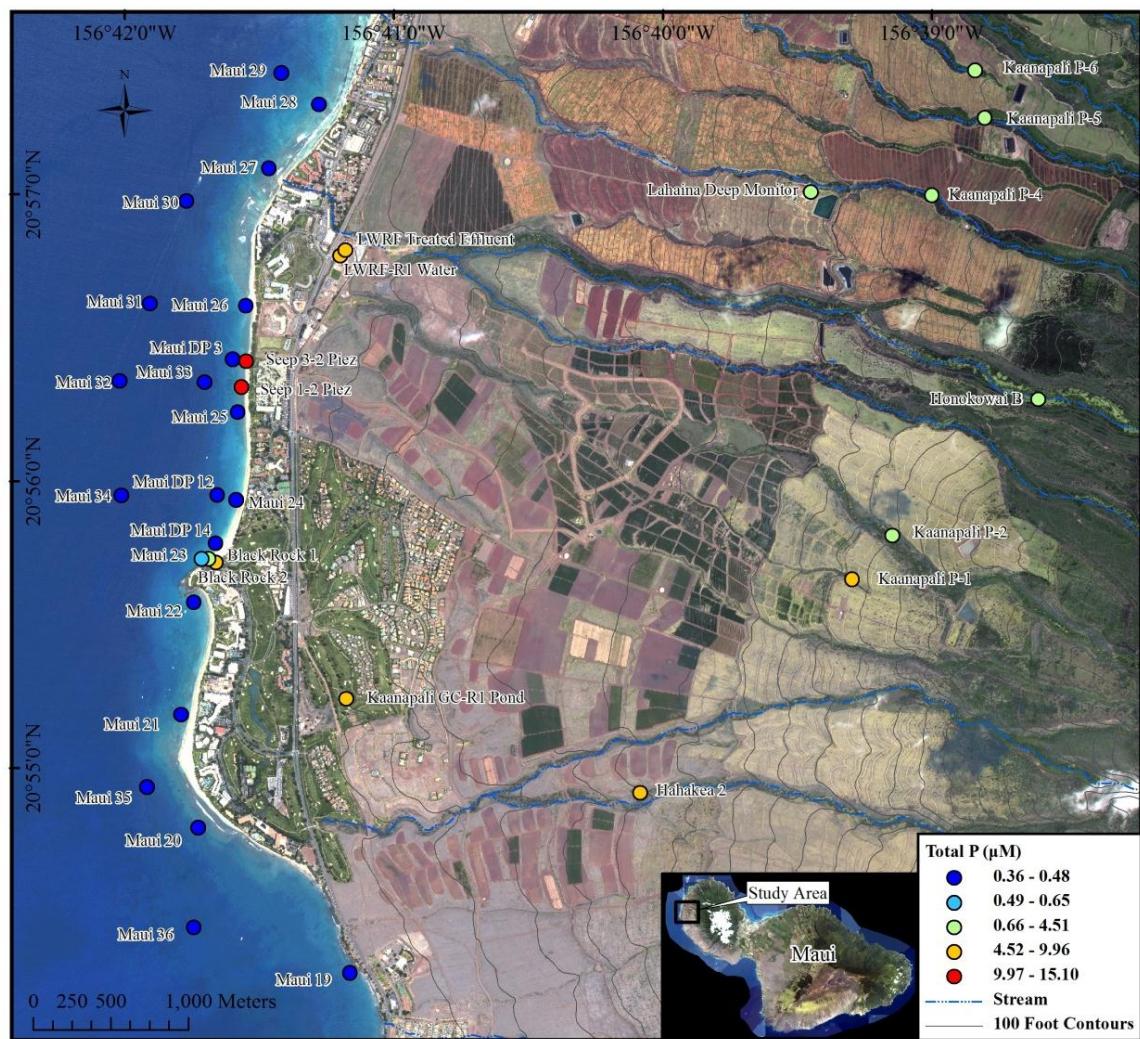 156°42'0"W
156°41'0"W
156°40'0"W
156°39'0"W
N
Maui 29
Kaanapali P-6
Maui 28
Kaanapali P-5
Maui 27
20°57'0"N
Lahaina Deep Monitor
Kaanapali P-4
Maui 30
LWRF Treated Effluent
LWRF-R1 Water
Maui 31
Maui 26
Maui DP 3
Seep 3-2 Piez
Maui 32
Maui 33
Seep 1-2 Piez
Honokowai B
Maui 25
20°56'0"N
Maui 34
Maui DP 12
Maui 24
Maui DP 14
Kaanapali P-2
Maui 23
Black Rock 1
Black Rock 2
Kaanapali P-1
Maui 22
Kaanapali GC-R1 Pond
Maui 21
20°55'0"N
Maui 35
Hahakea 2
Maui 20
Maui 36
Maui 19
0 250 500 1,000 Meters
Study Area
Maui
Total P (µM)
0.36 - 0.48
0.49 - 0.65
0.66 - 4.51
4.52 - 9.96
9.97 - 15.10
Stream
100 Foot Contours